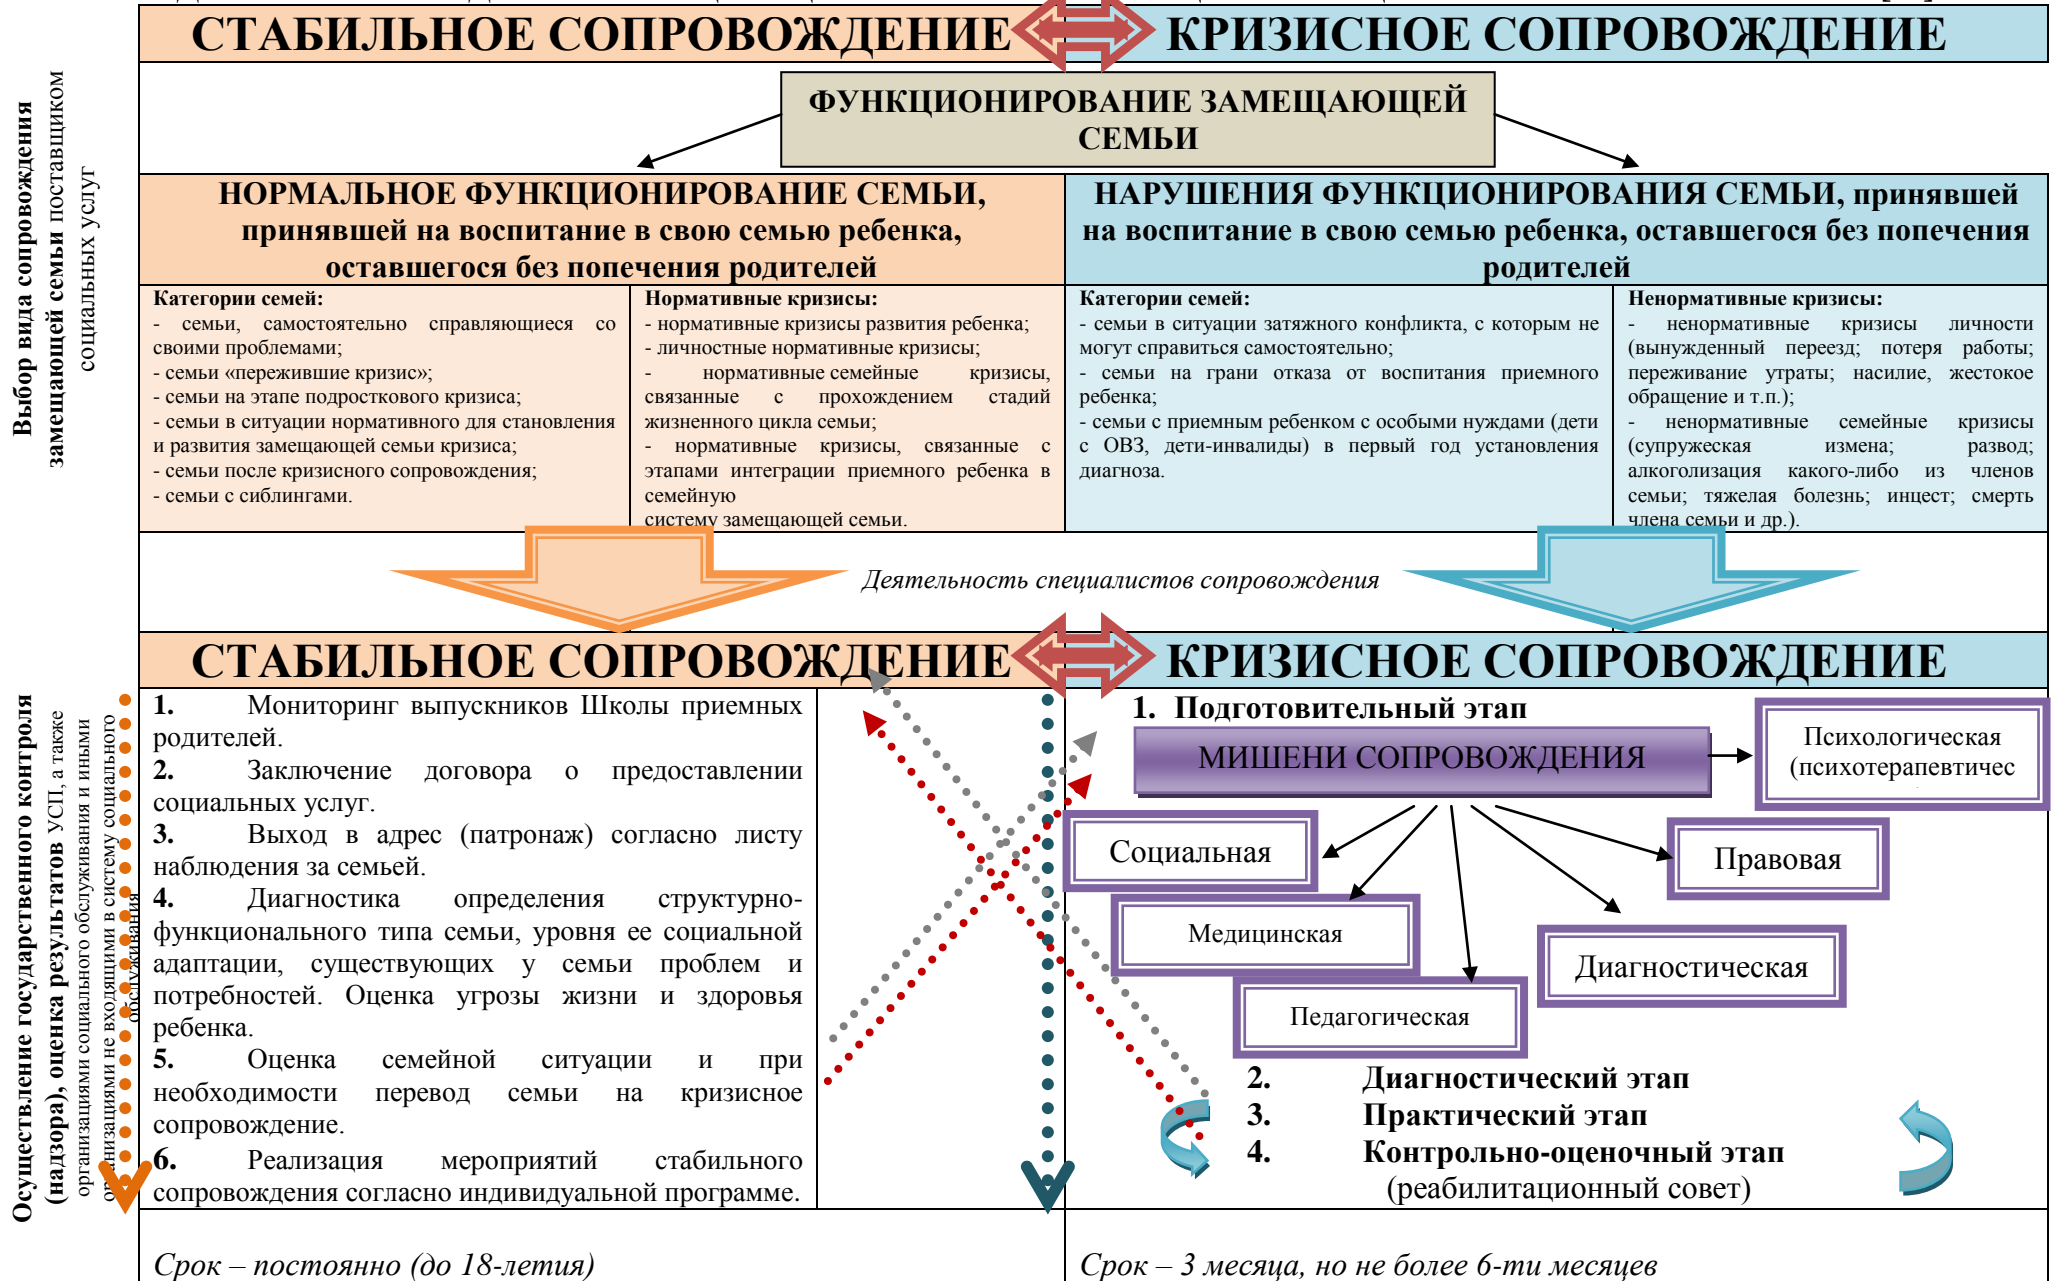 СТАБИЛЬНОЕ СОПРОВОЖДЕНИЕ
КРИЗИСНОЕ СОПРОВОЖДЕНИЕ
Выбор вида сопровождения
замещающей семьи поставщиком
социальных услуг
ФУНКЦИОНИРОВАНИЕ ЗАМЕЩАЮЩЕЙ
СЕМЬИ
НОРМАЛЬНОЕ ФУНКЦИОНИРОВАНИЕ СЕМЬИ,
принявшей на воспитание в свою семью ребенка,
оставшегося без попечения родителей
НАРУШЕНИЯ ФУНКЦИОНИРОВАНИЯ СЕМЬИ, принявшей
на воспитание в свою семью ребенка, оставшегося без попечения
родителей
Категории семей:
- семьи, самостоятельно справляющиеся со
своими проблемами;
- семьи «пережившие кризис»;
- семьи на этапе подросткового кризиса;
- семьи в ситуации нормативного для становления
и развития замещающей семьи кризиса;
- семьи после кризисного сопровождения;
- семьи с сиблингами.
Нормативные кризисы:
- нормативные кризисы развития ребенка;
- личностные нормативные кризисы;
- нормативные семейные кризисы,
связанные с прохождением стадий
жизненного цикла семьи;
- нормативные кризисы, связанные с
этапами интеграции приемного ребенка в
семейную
систему замещающей семьи.
Категории семей:
- семьи в ситуации затяжного конфликта, с которым не
могут справиться самостоятельно;
- семьи на грани отказа от воспитания приемного
ребенка;
- семьи с приемным ребенком с особыми нуждами (дети
с ОВЗ, дети-инвалиды) в первый год установления
диагноза.
Ненормативные кризисы:
- ненормативные кризисы личности
(вынужденный переезд; потеря работы;
переживание утраты; насилие, жестокое
обращение и т.п.);
- ненормативные семейные кризисы
(супружеская измена; развод;
алкоголизация какого-либо из членов
семьи; тяжелая болезнь; инцест; смерть
члена семьи и др.).
Деятельность специалистов сопровождения
СТАБИЛЬНОЕ СОПРОВОЖДЕНИЕ
КРИЗИСНОЕ СОПРОВОЖДЕНИЕ
Осуществление государственного контроля
(надзора), оценка результатов УСП, а также
организациями социального обслуживания и иными
организациями не входящими в систему социального
обслуживания
1. Мониторинг выпускников Школы приемных
родителей.
2. Заключение договора о предоставлении
социальных услуг.
3. Выход в адрес (патронаж) согласно листу
наблюдения за семьей.
4. Диагностика определения структурно-
функционального типа семьи, уровня ее социальной
адаптации, существующих у семьи проблем и
потребностей. Оценка угрозы жизни и здоровья
ребенка.
5. Оценка семейной ситуации и при
необходимости перевод семьи на кризисное
сопровождение.
6. Реализация мероприятий стабильного
сопровождения согласно индивидуальной программе.
1. Подготовительный этап
МИШЕНИ СОПРОВОЖДЕНИЯ
Психологическая
(психотерапевтичес
Социальная
Правовая
Медицинская
Диагностическая
Педагогическая
2. Диагностический этап
3. Практический этап
4. Контрольно-оценочный этап
(реабилитационный совет)
Срок – постоянно (до 18-летия)
Срок – 3 месяца, но не более 6-ти месяцев